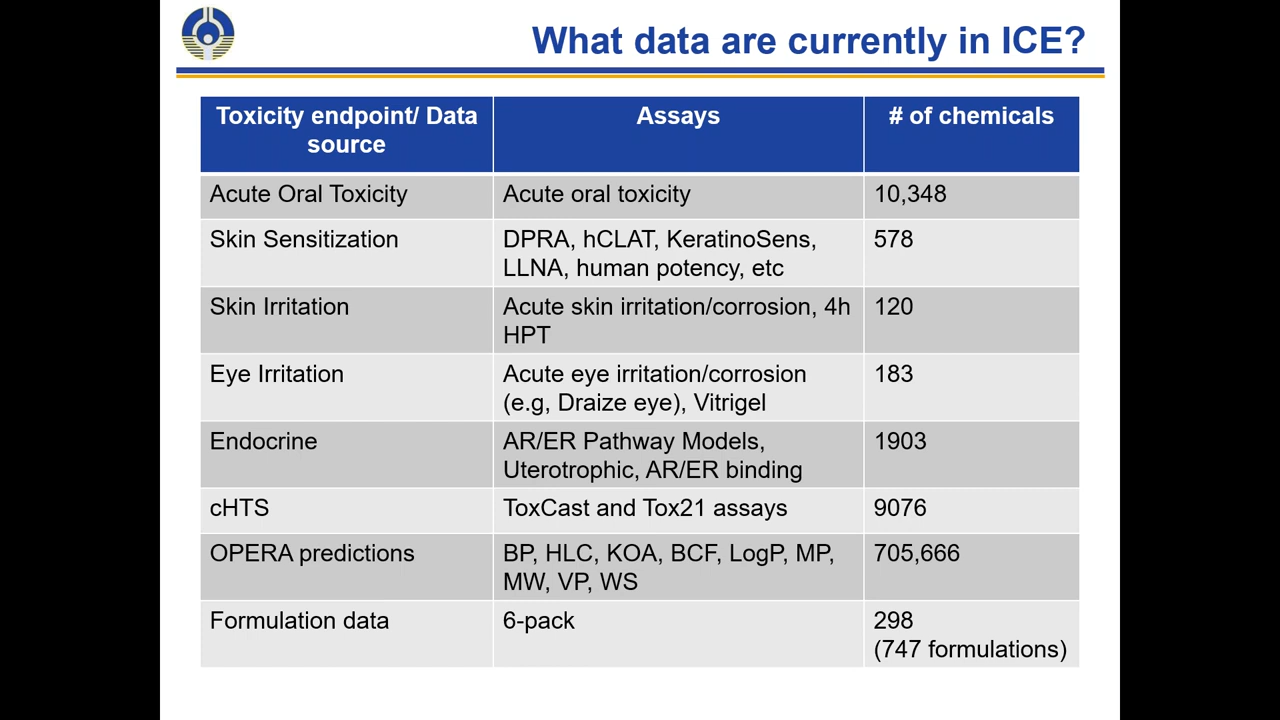 What data are currently in ICE?
Toxicity endpoint/ Data source
Assays
# of chemicals
Acute Oral Toxicity
Acute oral toxicity
10,348
Skin Sensitization
DPRA, hCLAT, KeratinoSens,
LLNA, human potency, etc
578
Skin Irritation
Acute skin irritation/corrosion, 4h
HPT
120
Eye Irritation
Acute eye irritation/corrosion
(e.g, Draize eye), Vitrigel
183
Endocrine
AR/ER Pathway Models,
Uterotrophic, AR/ER binding
1903
cHTS
ToxCast and Tox21 assays
9076
OPERA predictions
BP, HLC, KOA, BCF, LogP, MP,
MW, VP, WS
705,666
Formulation data
6-pack
298
(747 formulations)